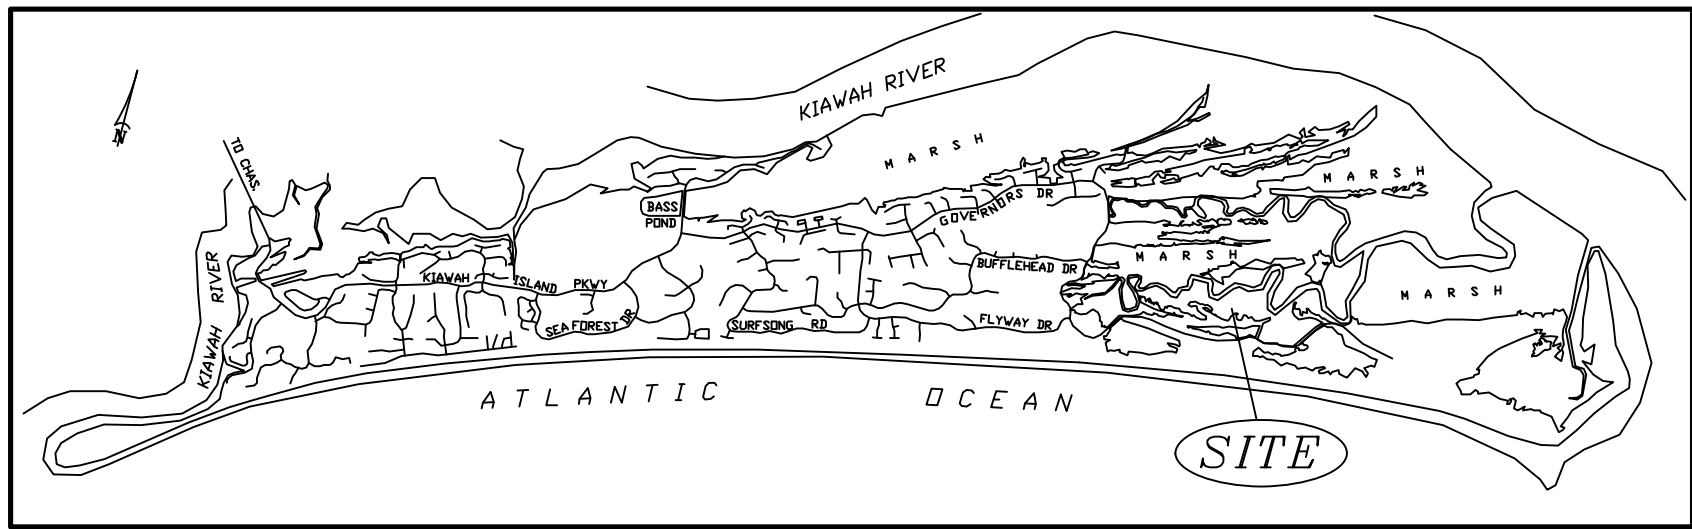 KIAWAH RIVER
N
TO CHAS.
MARSH
MARSH
BASS
POND
GOVERNORS DR
KIAWAH RIVER
MARSH
BUFFLEHEAD DR
KIAWAH ISLAND PKWY
MARSH
SEA FOREST DR
SURFSONG RD
FLYWAY DR
ATLANTIC OCEAN
SITE